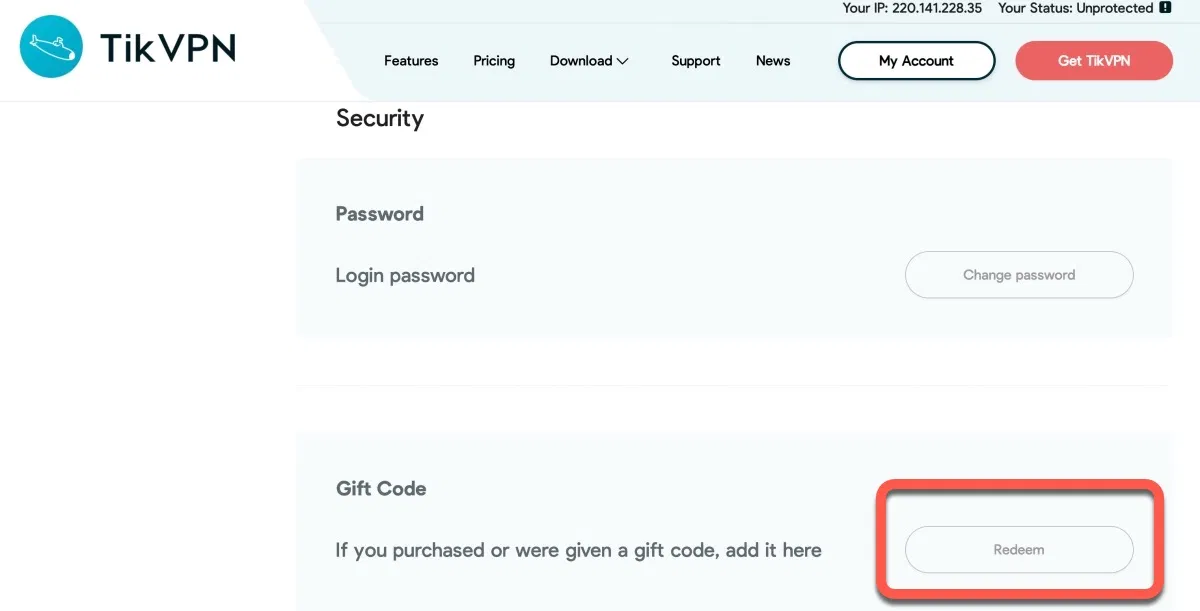 Your IP: 220.141.228.35 Your Status: Unprotected !
TikVPN
Features Pricing Download Support News My Account Get TikVPN
Security
Password
Login password Change password
Gift Code
If you purchased or were given a gift code, add it here Redeem